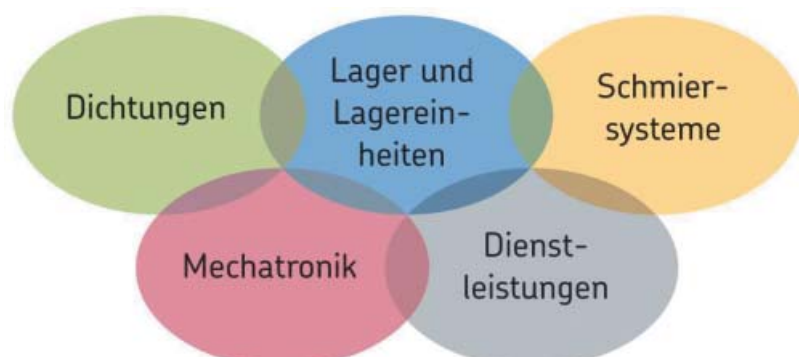 Dichtungen
Lager und
Lagerein-
heiten
Schmier-
systeme
Mechatronik
Dienst-
leistungen